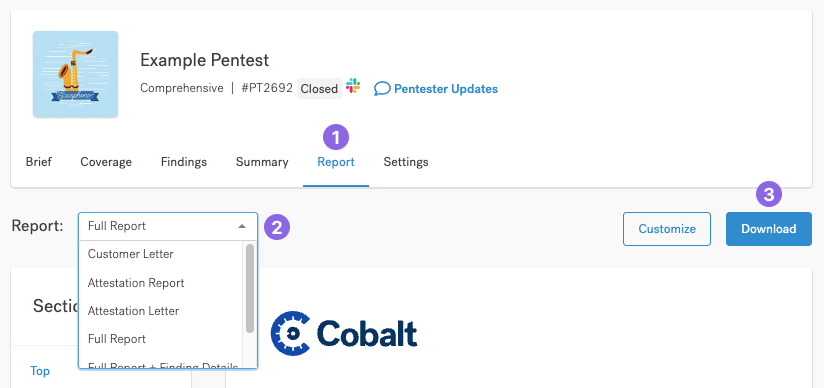 Example Pentest
Comprehensive | #PT2692 Closed Pentester Updates
Saxophone
1
Brief Coverage Findings Summary Report Settings
3
Report: Full Report 2 Customize Download
Customer Letter
Attestation Report
Attestation Letter
Full Report
Full Report + Finding Details
Sectio
Cobalt
Top